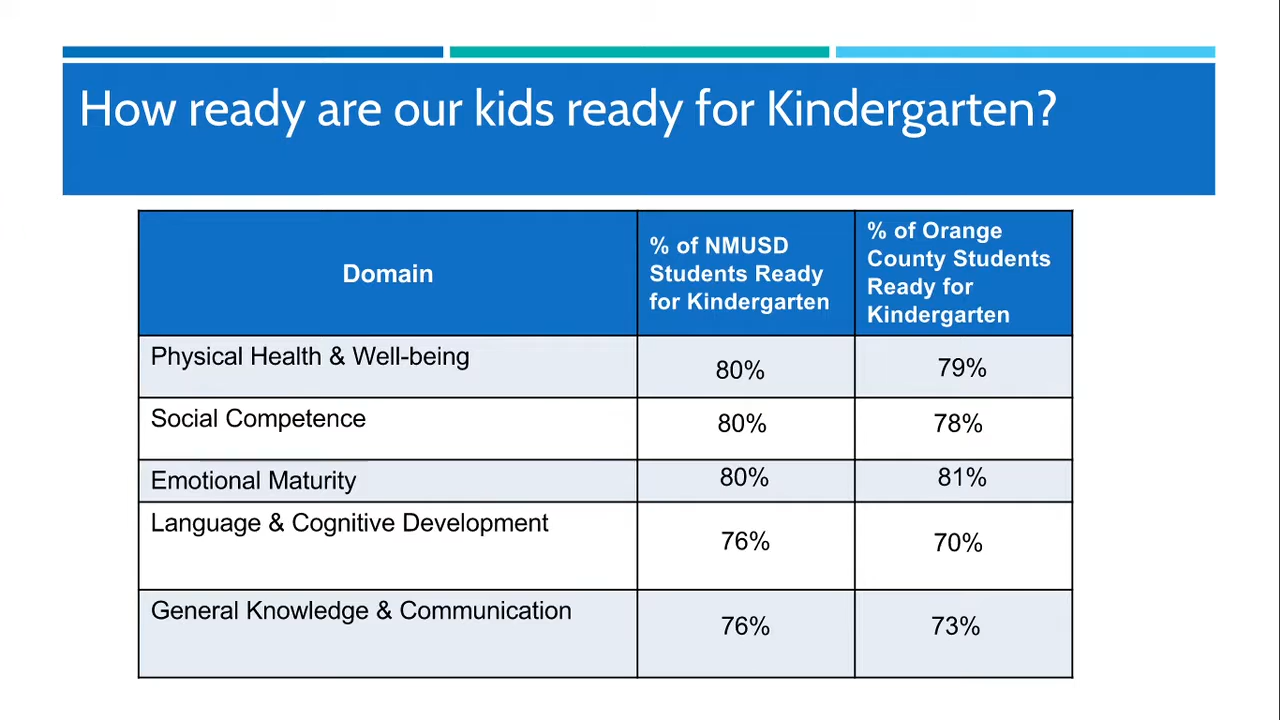 How ready are our kids ready for Kindergarten?
Domain
% of NMUSD
Students Ready
for Kindergarten
% of Orange
County Students
Ready for
Kindergarten
Physical Health & Well-being
80%
79%
Social Competence
80%
78%
Emotional Maturity
80%
81%
Language & Cognitive Development
76%
70%
General Knowledge & Communication
76%
73%